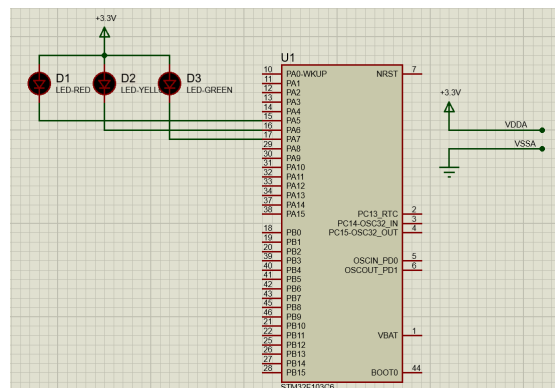 +3.3V
D1
LED-RED
D2
LED-YELL
D3
LED-GREEN
U1
10 PA0-WKUP
11 PA1
12 PA2
13 PA3
14 PA4
15 PA5
16 PA6
17 PA7
29 PA8
30 PA9
31 PA10
32 PA11
33 PA12
34 PA13
37 PA14
38 PA15
18 PB0
19 PB1
20 PB2
39 PB3
40 PB4
41 PB5
42 PB6
43 PB7
45 PB8
46 PB9
21 PB10
22 PB11
25 PB12
26 PB13
27 PB14
28 PB15
NRST 7
PC13_RTC 2
PC14-OSC32_IN 3
PC15-OSC32_OUT 4
OSCIN_PD0 5
OSCOUT_PD1 6
VBAT 1
BOOT0 44
STM32F103C6
+3.3V
VDDA
VSSA